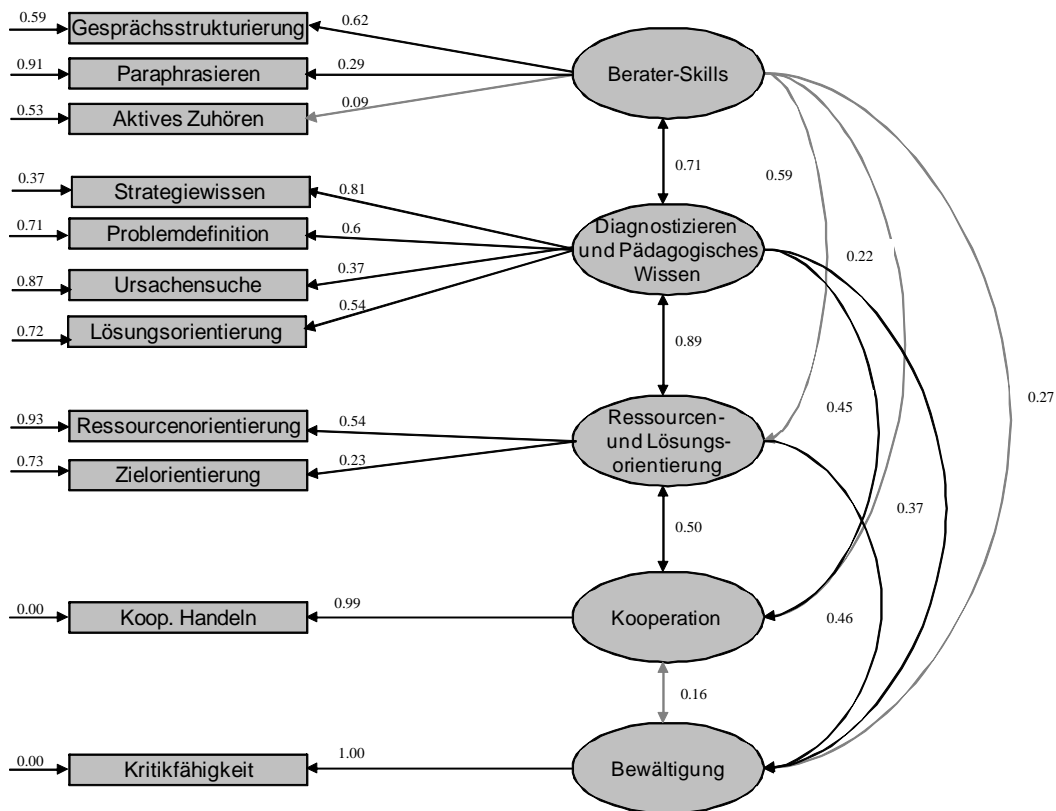 0.59
Gesprächsstrukturierung
0.62
0.91
Paraphrasieren
0.29
0.53
Aktives Zuhören
0.09
Berater-Skills
0.71
0.59
0.37
Strategiewissen
0.81
0.71
Problemdefinition
0.6
0.87
Ursachensuche
0.37
0.72
Lösungsorientierung
0.54
Diagnostizieren
und Pädagogisches
Wissen
0.22
0.89
0.27
0.93
Ressourcenorientierung
0.54
0.73
Zielorientierung
0.23
Ressourcen-
und Lösungs-
orientierung
0.45
0.37
0.50
0.00
Koop. Handeln
0.99
Kooperation
0.46
0.16
0.00
Kritikfähigkeit
1.00
Bewältigung